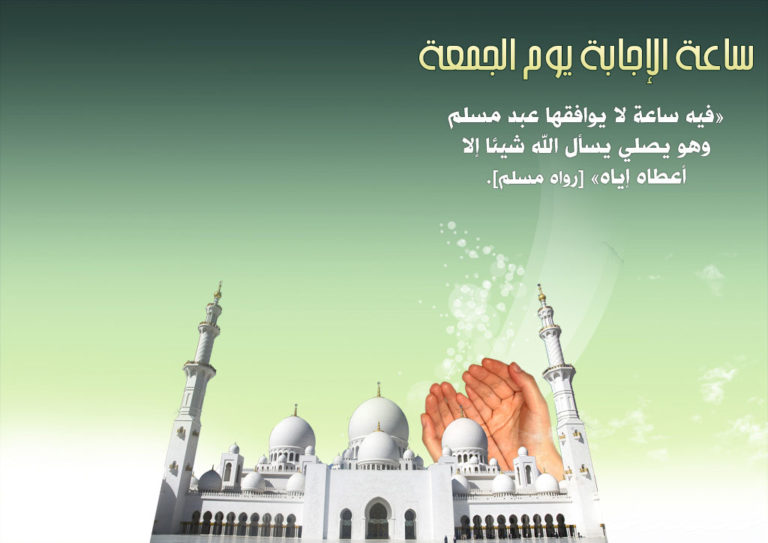 ساعة الإجابة يوم الجمعة
«فيه ساعة لا يوافقها عبد مسلم
وهو يصلي يسأل الله شيئا إلا
أعطاه إياه» [رواه مسلم].